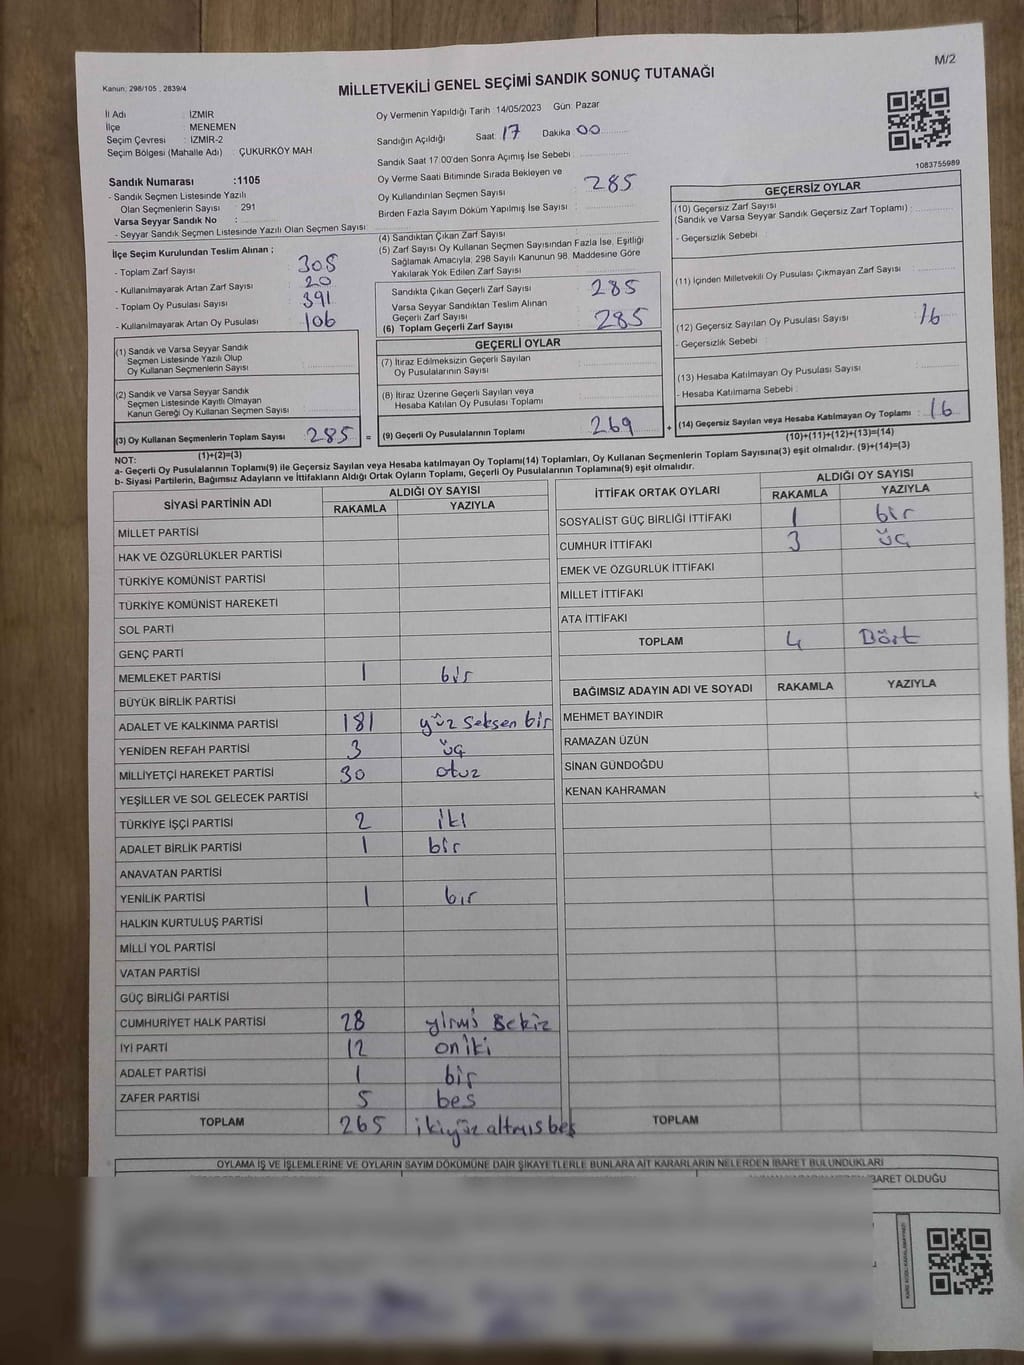 M/2
Kanun: 298/105 , 2839/4
MİLLETVEKİLİ GENEL SEÇİMİ SANDIK SONUÇ TUTANAĞI
İl Adı : İZMİR
İlçe : MENEMEN
Seçim Çevresi : İZMİR-2
Seçim Bölgesi (Mahalle Adı) : ÇUKURKÖY MAH
Sandık Numarası :1105
- Sandık Seçmen Listesinde Yazılı
Olan Seçmenlerin Sayısı : 291
Varsa Seyyar Sandık No :
- Seyyar Sandık Seçmen Listesinde Yazılı Olan Seçmen Sayısı :
İlçe Seçim Kurulundan Teslim Alınan ;
- Toplam Zarf Sayısı 305
- Kullanılmayarak Artan Zarf Sayısı 20
- Toplam Oy Pusulası Sayısı 391
- Kullanılmayarak Artan Oy Pusulası 106
(1) Sandık ve Varsa Seyyar Sandık
Seçmen Listesinde Yazılı Olup
Oy Kullanan Seçmenlerin Sayısı :
(2) Sandık ve Varsa Seyyar Sandık
Seçmen Listesinde Kayıtlı Olmayan
Kanun Gereği Oy Kullanan Seçmen Sayısı :
(3) Oy Kullanan Seçmenlerin Toplam Sayısı 285 =
(1)+(2)=(3)
Oy Vermenin Yapıldığı Tarih :14/05/2023 Gün: Pazar
Sandığın Açıldığı Saat: 17 Dakika 00
Sandık Saat 17:00'den Sonra Açımış İse Sebebi :
Oy Verme Saati Bitiminde Sırada Bekleyen ve
Oy Kullandırılan Seçmen Sayısı 285
Birden Fazla Sayım Döküm Yapılmış İse Sayısı :
(4) Sandıktan Çıkan Zarf Sayısı :
(5) Zarf Sayısı Oy Kullanan Seçmen Sayısından Fazla İse, Eşitliği
Sağlamak Amacıyla; 298 Sayılı Kanunun 98. Maddesine Göre
Yakılarak Yok Edilen Zarf Sayısı :
Sandıkta Çıkan Geçerli Zarf Sayısı : 285
Varsa Seyyar Sandıktan Teslim Alınan
Geçerli Zarf Sayısı :
(6) Toplam Geçerli Zarf Sayısı 285
GEÇERLİ OYLAR
(7) İtiraz Edilmeksizin Geçerli Sayılan
Oy Pusulalarının Sayısı :
(8) İtiraz Üzerine Geçerli Sayılan veya
Hesaba Katılan Oy Pusulası Toplamı :
(9) Geçerli Oy Pusulalarının Toplamı 269 +
1083755989
GEÇERSİZ OYLAR
(10) Geçersiz Zarf Sayısı
(Sandık ve Varsa Seyyar Sandık Geçersiz Zarf Toplamı) :
- Geçersizlik Sebebi :
(11) İçinden Milletvekili Oy Pusulası Çıkmayan Zarf Sayısı :
(12) Geçersiz Sayılan Oy Pusulası Sayısı : 16
- Geçersizlik Sebebi :
(13) Hesaba Katılmayan Oy Pusulası Sayısı :
- Hesaba Katılmama Sebebi :
(14) Geçersiz Sayılan veya Hesaba Katılmayan Oy Toplamı : 16
(10)+(11)+(12)+(13)=(14)
NOT:
a- Geçerli Oy Pusulalarının Toplamı(9) ile Geçersiz Sayılan veya Hesaba katılmayan Oy Toplamı(14) Toplamları, Oy Kullanan Seçmenlerin Toplam Sayısına(3) eşit olmalıdır. (9)+(14)=(3)
b- Siyasi Partilerin, Bağımsız Adayların ve İttifakların Aldığı Ortak Oyların Toplamı, Geçerli Oy Pusulalarının Toplamına(9) eşit olmalıdır.
SİYASİ PARTİNİN ADI ALDIĞI OY SAYISI
RAKAMLA YAZIYLA
MİLLET PARTİSİ
HAK VE ÖZGÜRLÜKLER PARTİSİ
TÜRKİYE KOMÜNİST PARTİSİ
TÜRKİYE KOMÜNİST HAREKETİ
SOL PARTİ
GENÇ PARTİ
MEMLEKET PARTİSİ 1 bir
BÜYÜK BİRLİK PARTİSİ
ADALET VE KALKINMA PARTİSİ 181 yüz seksen bir
YENİDEN REFAH PARTİSİ 3 üç
MİLLİYETÇİ HAREKET PARTİSİ 30 otuz
YEŞİLLER VE SOL GELECEK PARTİSİ
TÜRKİYE İŞÇİ PARTİSİ 2 iki
ADALET BİRLİK PARTİSİ 1 bir
ANAVATAN PARTİSİ
YENİLİK PARTİSİ 1 bır
HALKIN KURTULUŞ PARTİSİ
MİLLİ YOL PARTİSİ
VATAN PARTİSİ
GÜÇ BİRLİĞİ PARTİSİ
CUMHURİYET HALK PARTİSİ 28 yirmi sekiz
İYİ PARTİ 12 on iki
ADALET PARTİSİ 1 bir
ZAFER PARTİSİ 5 bes
TOPLAM 265 ikiyüz altmıs bes
İTTİFAK ORTAK OYLARI ALDIĞI OY SAYISI
RAKAMLA YAZIYLA
SOSYALİST GÜÇ BİRLİĞİ İTTİFAKI 1 bir
CUMHUR İTTİFAKI 3 üç
EMEK VE ÖZGÜRLÜK İTTİFAKI
MİLLET İTTİFAKI
ATA İTTİFAKI
TOPLAM 4 Dört
BAĞIMSIZ ADAYIN ADI VE SOYADI RAKAMLA YAZIYLA
MEHMET BAYINDIR
RAMAZAN ÜZÜN
SİNAN GÜNDOĞDU
KENAN KAHRAMAN
TOPLAM
OYLAMA İŞ VE İŞLEMLERİNE VE OYLARIN SAYIM DÖKÜMÜNE DAİR ŞİKAYETLERLE BUNLARA AİT KARARLARIN NELERDEN İBARET BULUNDUKLARI
İBARET OLDUĞU